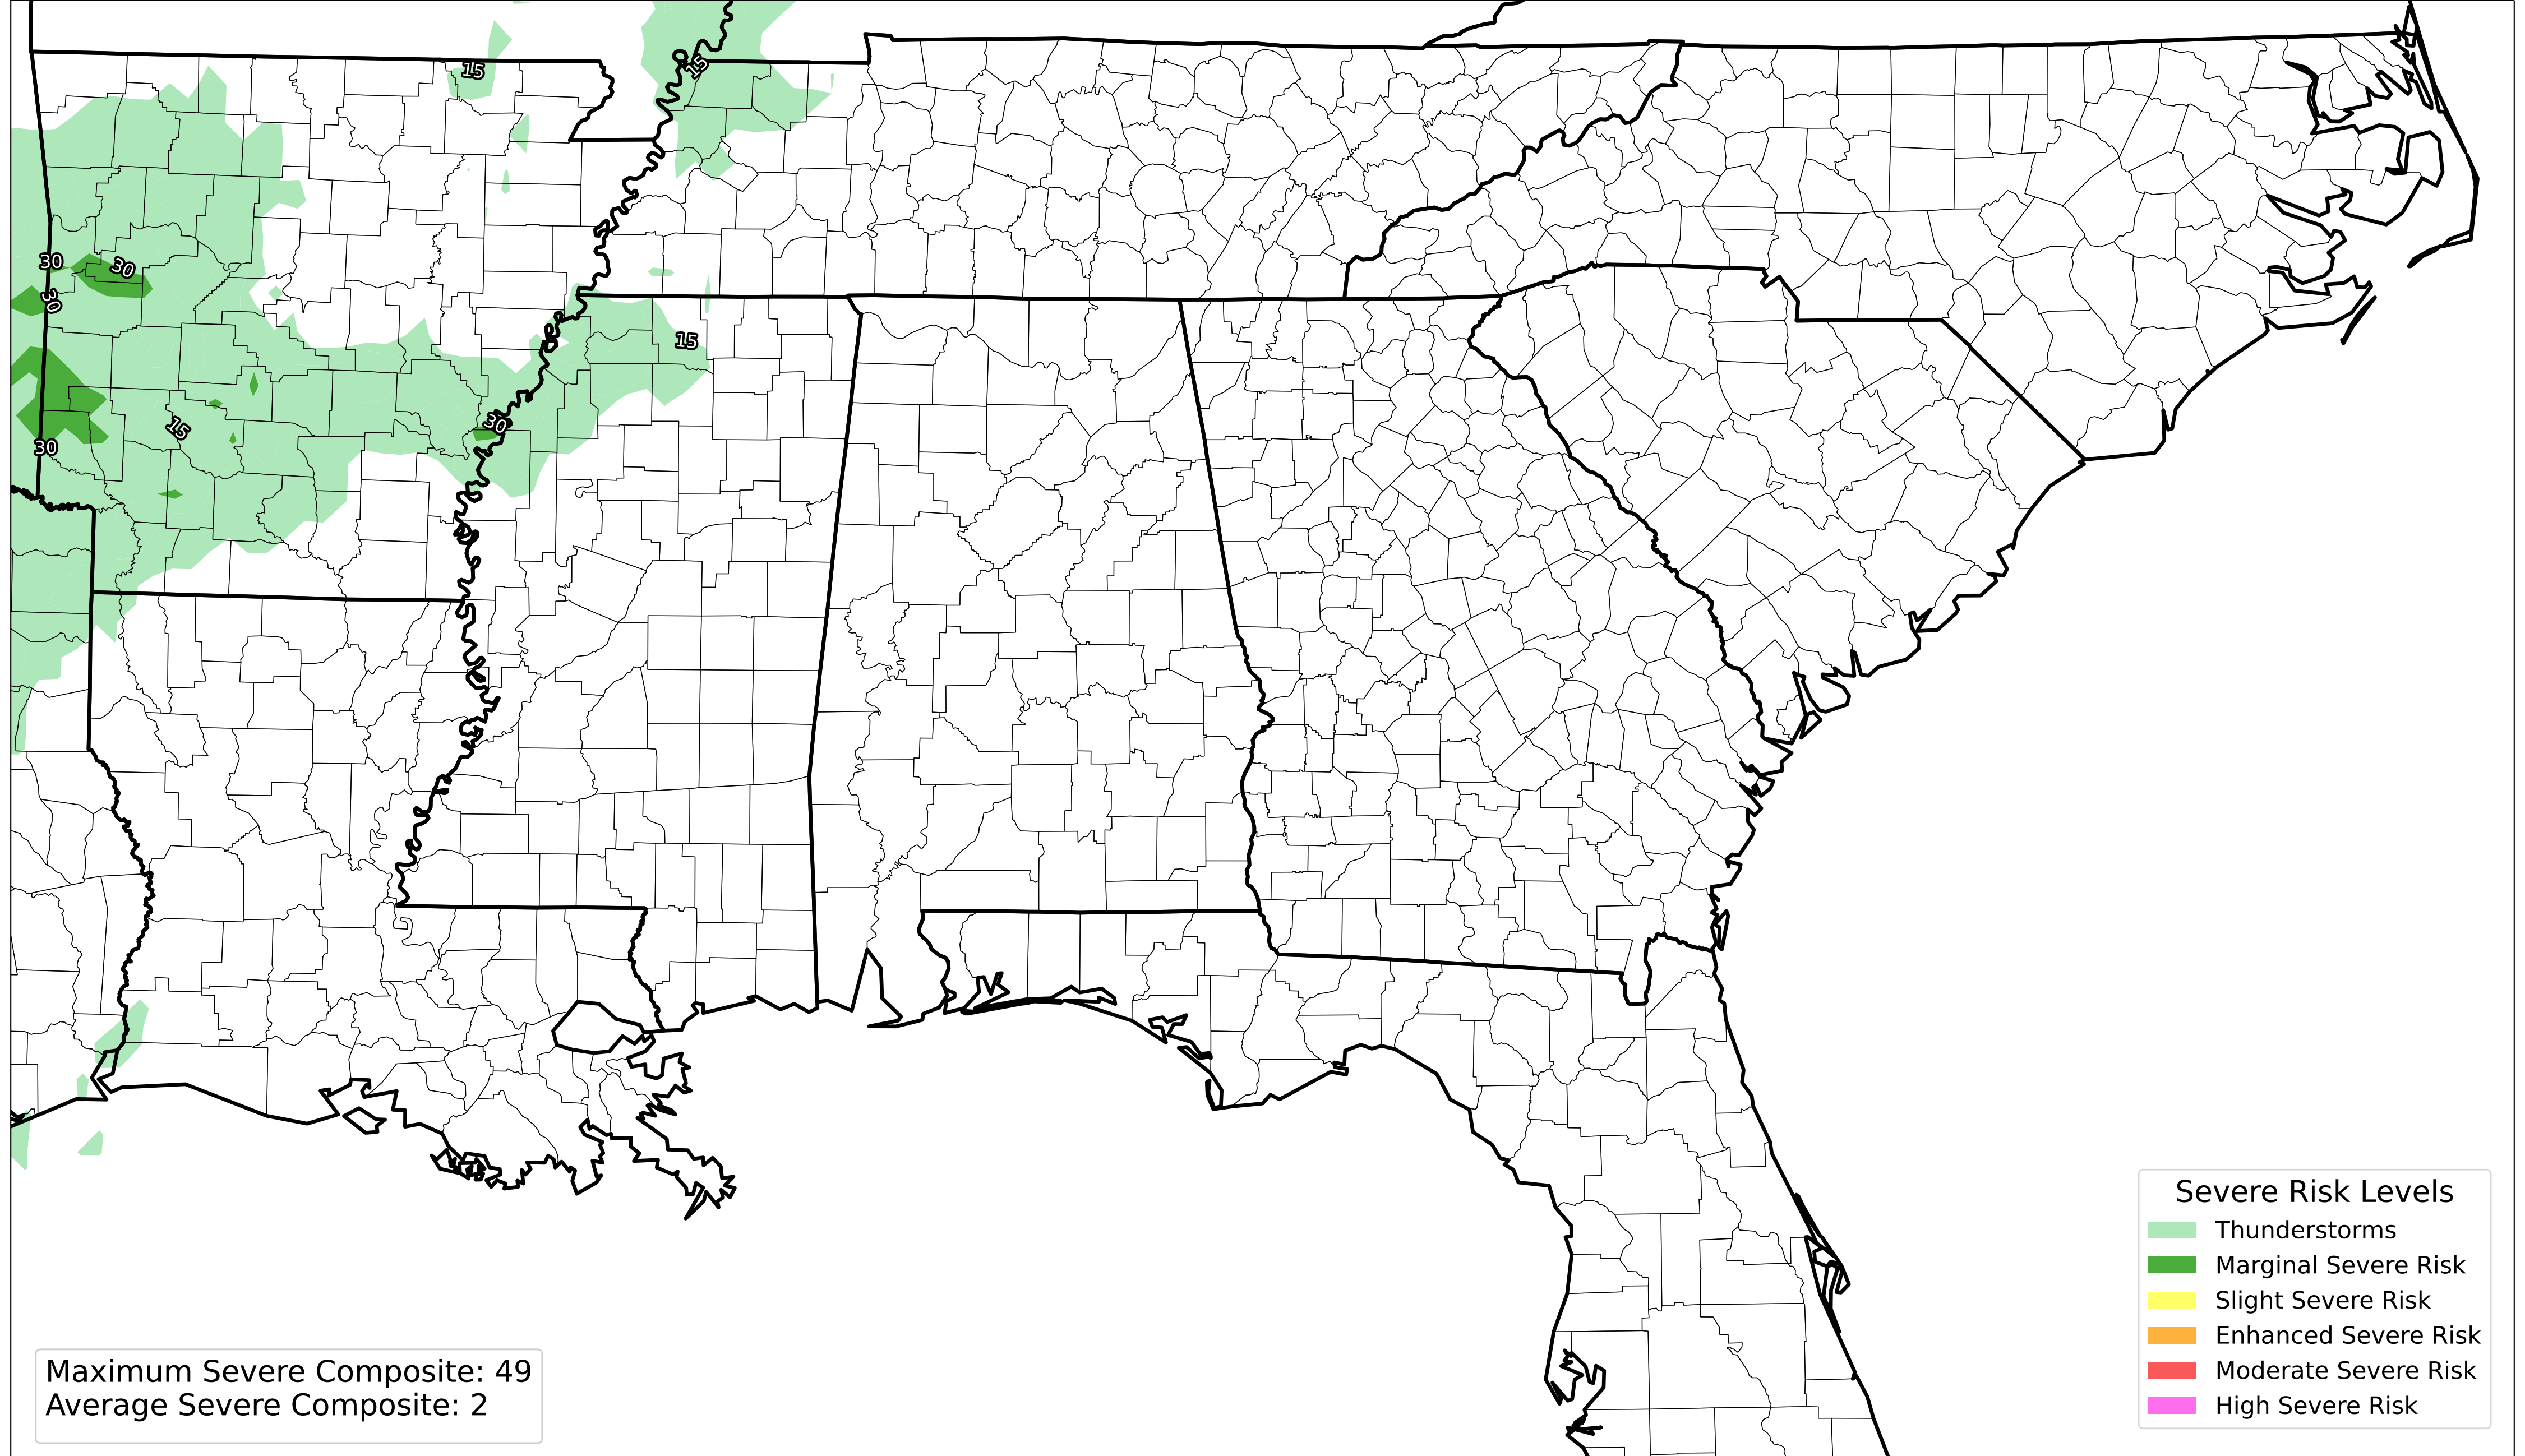 15
15
30
30
30
15
15
30
30
Severe Risk Levels
Thunderstorms
Marginal Severe Risk
Slight Severe Risk
Enhanced Severe Risk
Moderate Severe Risk
High Severe Risk
Maximum Severe Composite: 49
Average Severe Composite: 2